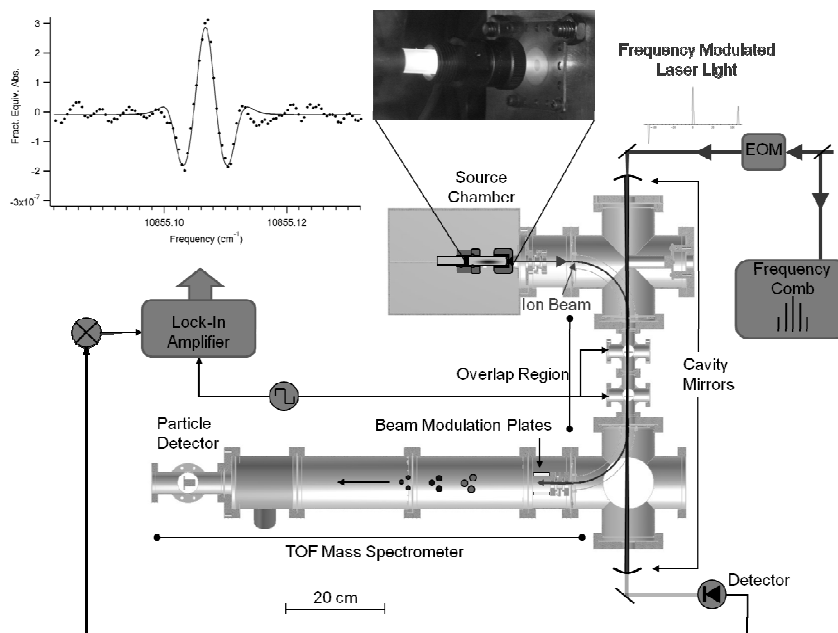 3
2
1
0
-1
-2
-3x10⁻⁷
Fract. Equiv. Abs.
10855.10
10855.12
Frequency (cm⁻¹)
Frequency Modulated
Laser Light
EOM
Source
Chamber
Frequency
Comb
Ion Beam
Lock-In
Amplifier
Overlap Region
Cavity
Mirrors
Particle
Detector
Beam Modulation Plates
TOF Mass Spectrometer
Detector
20 cm